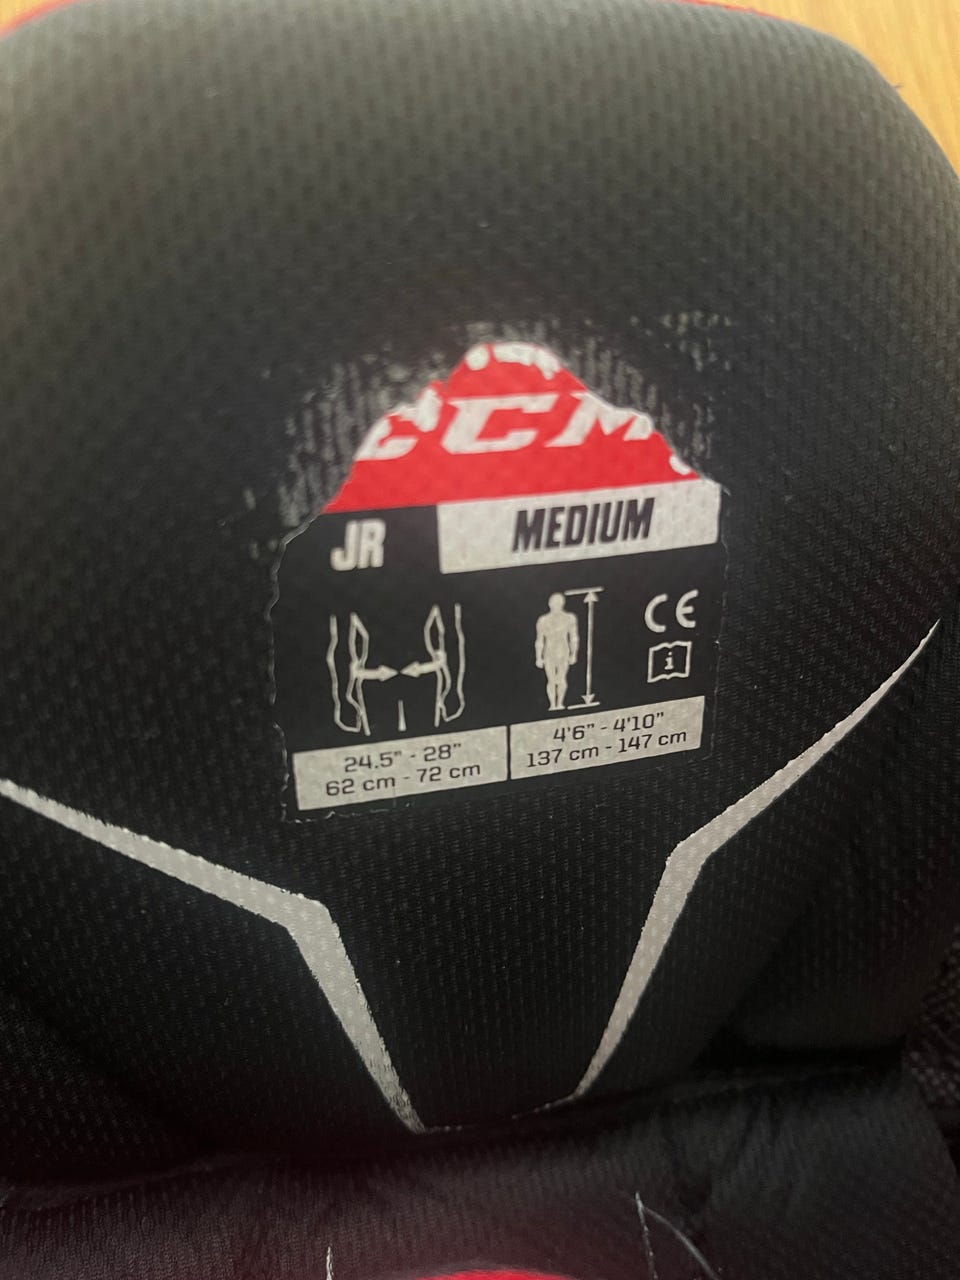 CCM
JR MEDIUM
CE
i
24.5" - 28"
62 cm - 72 cm
4'6" - 4'10"
137 cm - 147 cm